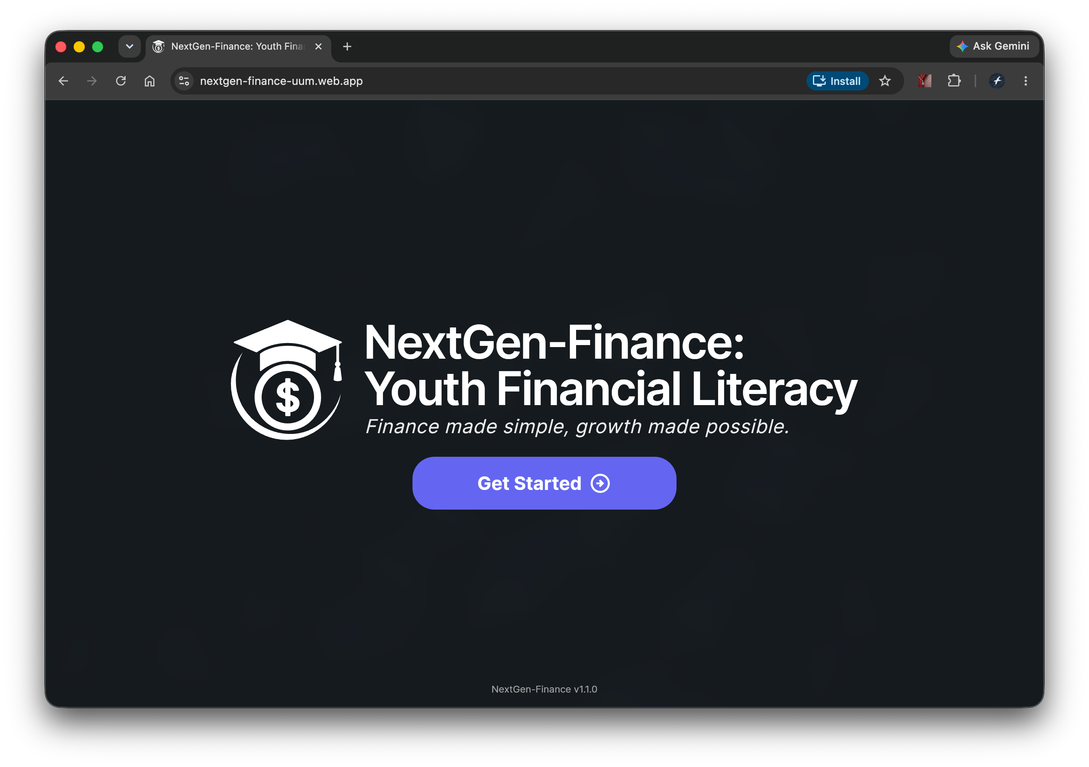 NextGen-Finance: Youth Fina
Ask Gemini
nextgen-finance-uum.web.app
Install
$
NextGen-Finance:
Youth Financial Literacy
Finance made simple, growth made possible.
Get Started
NextGen-Finance v1.1.0